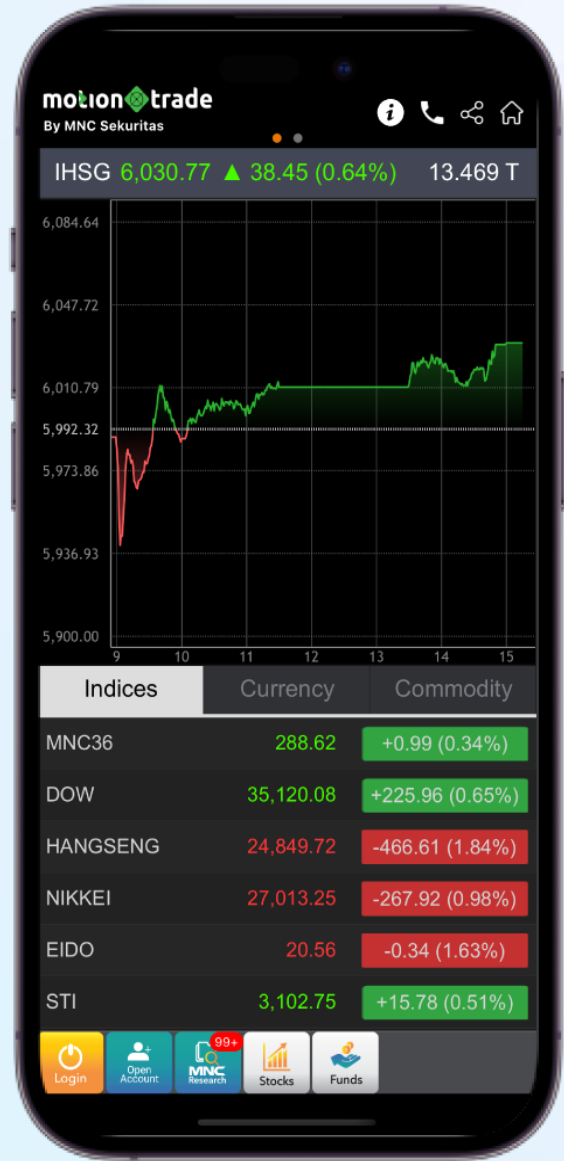 motion trade
By MNC Sekuritas
i
IHSG 6,030.77 ▲ 38.45 (0.64%) 13.469 T
6,084.64
6,047.72
6,010.79
5,992.32
5,973.86
5,936.93
5,900.00
9 10 11 12 13 14 15
Indices Currency Commodity
MNC36 288.62 +0.99 (0.34%)
DOW 35,120.08 +225.96 (0.65%)
HANGSENG 24,849.72 -466.61 (1.84%)
NIKKEI 27,013.25 -267.92 (0.98%)
EIDO 20.56 -0.34 (1.63%)
STI 3,102.75 +15.78 (0.51%)
99+
Login
Open
Account
MNC
Research
Stocks
Funds